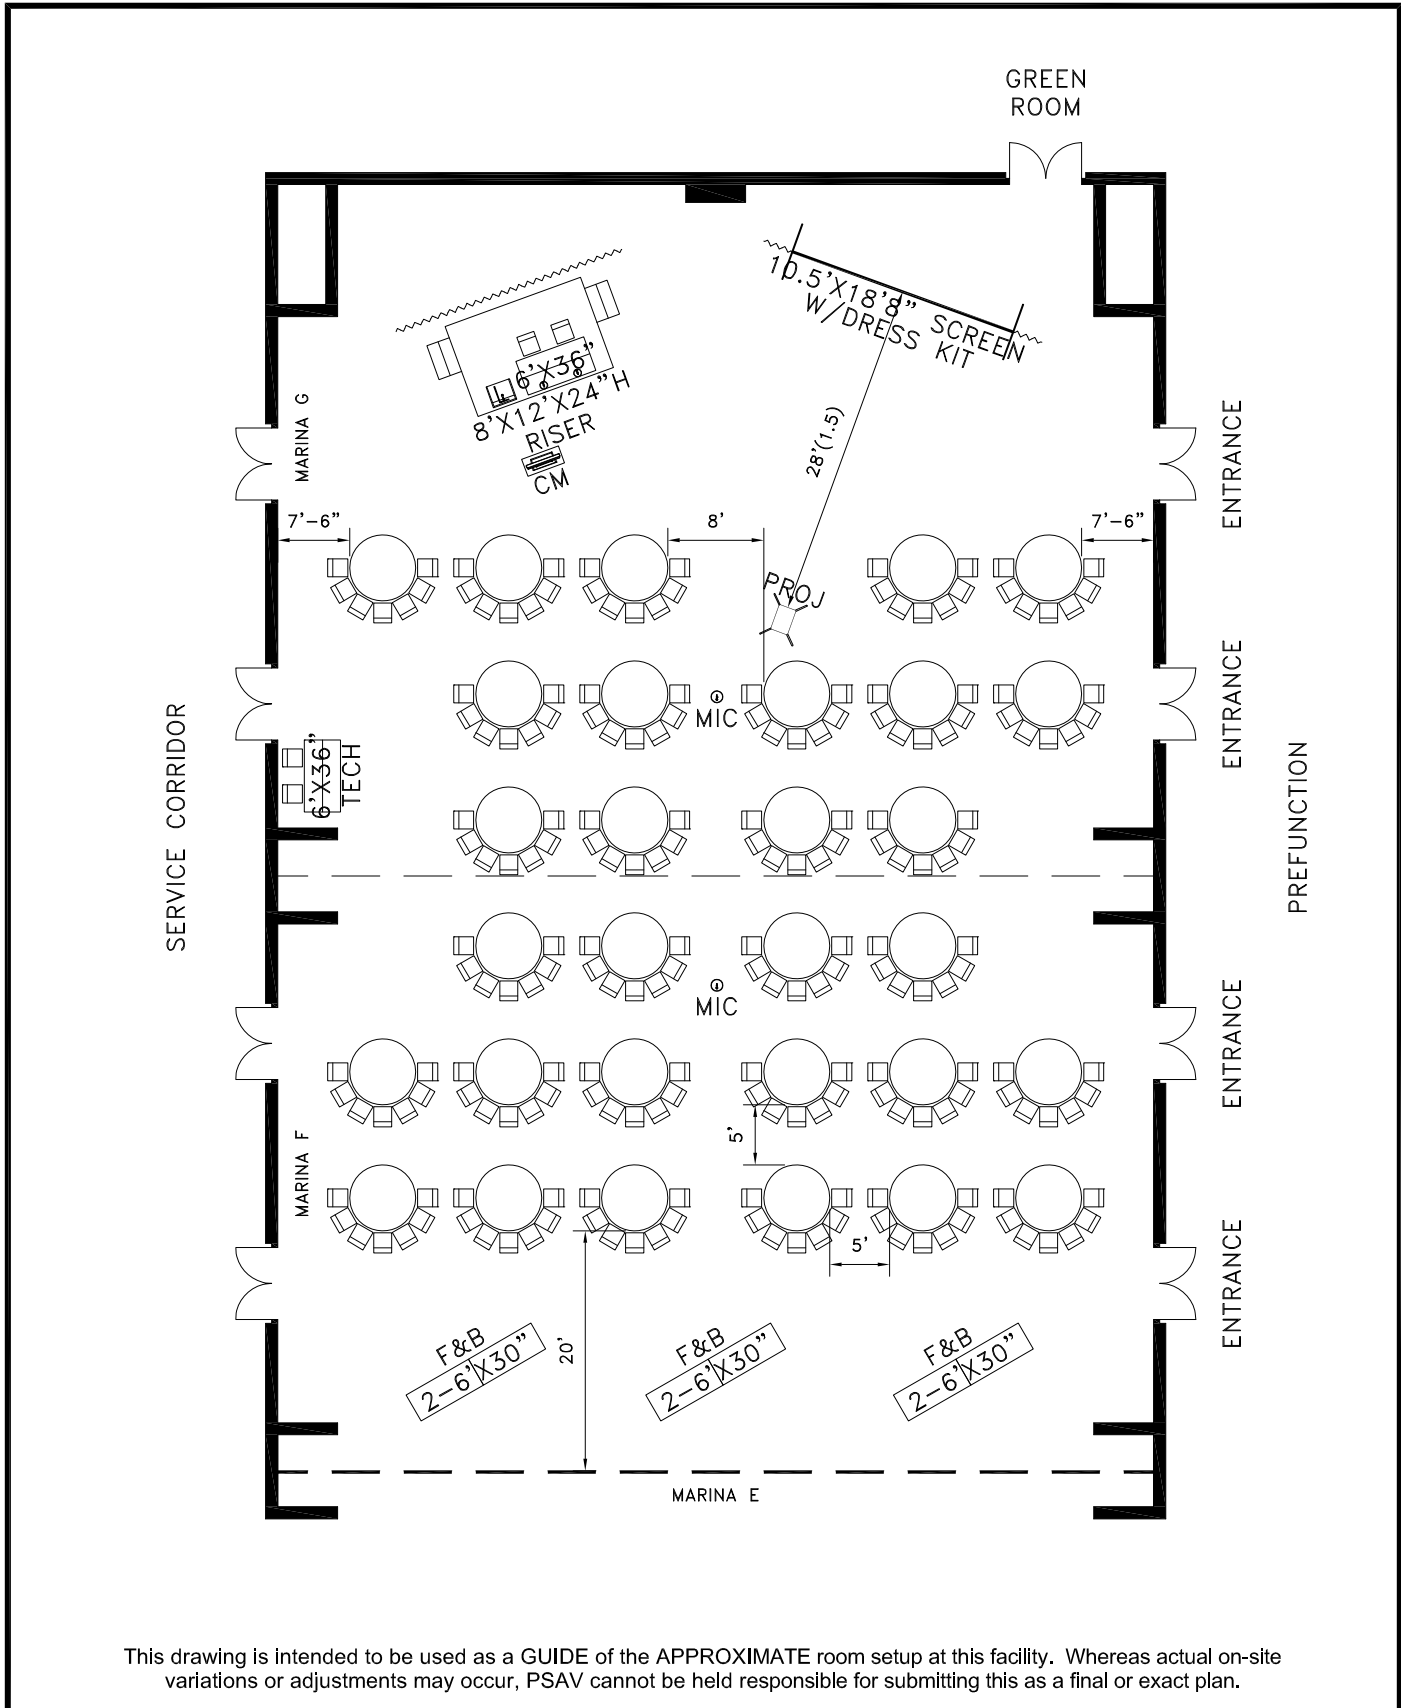 GREEN
ROOM
10.5'X18'8" SCREEN
W/DRESS KIT
6'X36"
8'X12'X24"H
RISER
CM
MARINA G
28'(1.5)
ENTRANCE
7'-6"
8'
7'-6"
PROJ
MIC
ENTRANCE
6'X36"
TECH
SERVICE CORRIDOR
PREFUNCTION
MIC
ENTRANCE
MARINA F
5'
5'
ENTRANCE
20'
F&B
2-6'X30"
F&B
2-6'X30"
F&B
2-6'X30"
MARINA E
This drawing is intended to be used as a GUIDE of the APPROXIMATE room setup at this facility. Whereas actual on-site
variations or adjustments may occur, PSAV cannot be held responsible for submitting this as a final or exact plan.